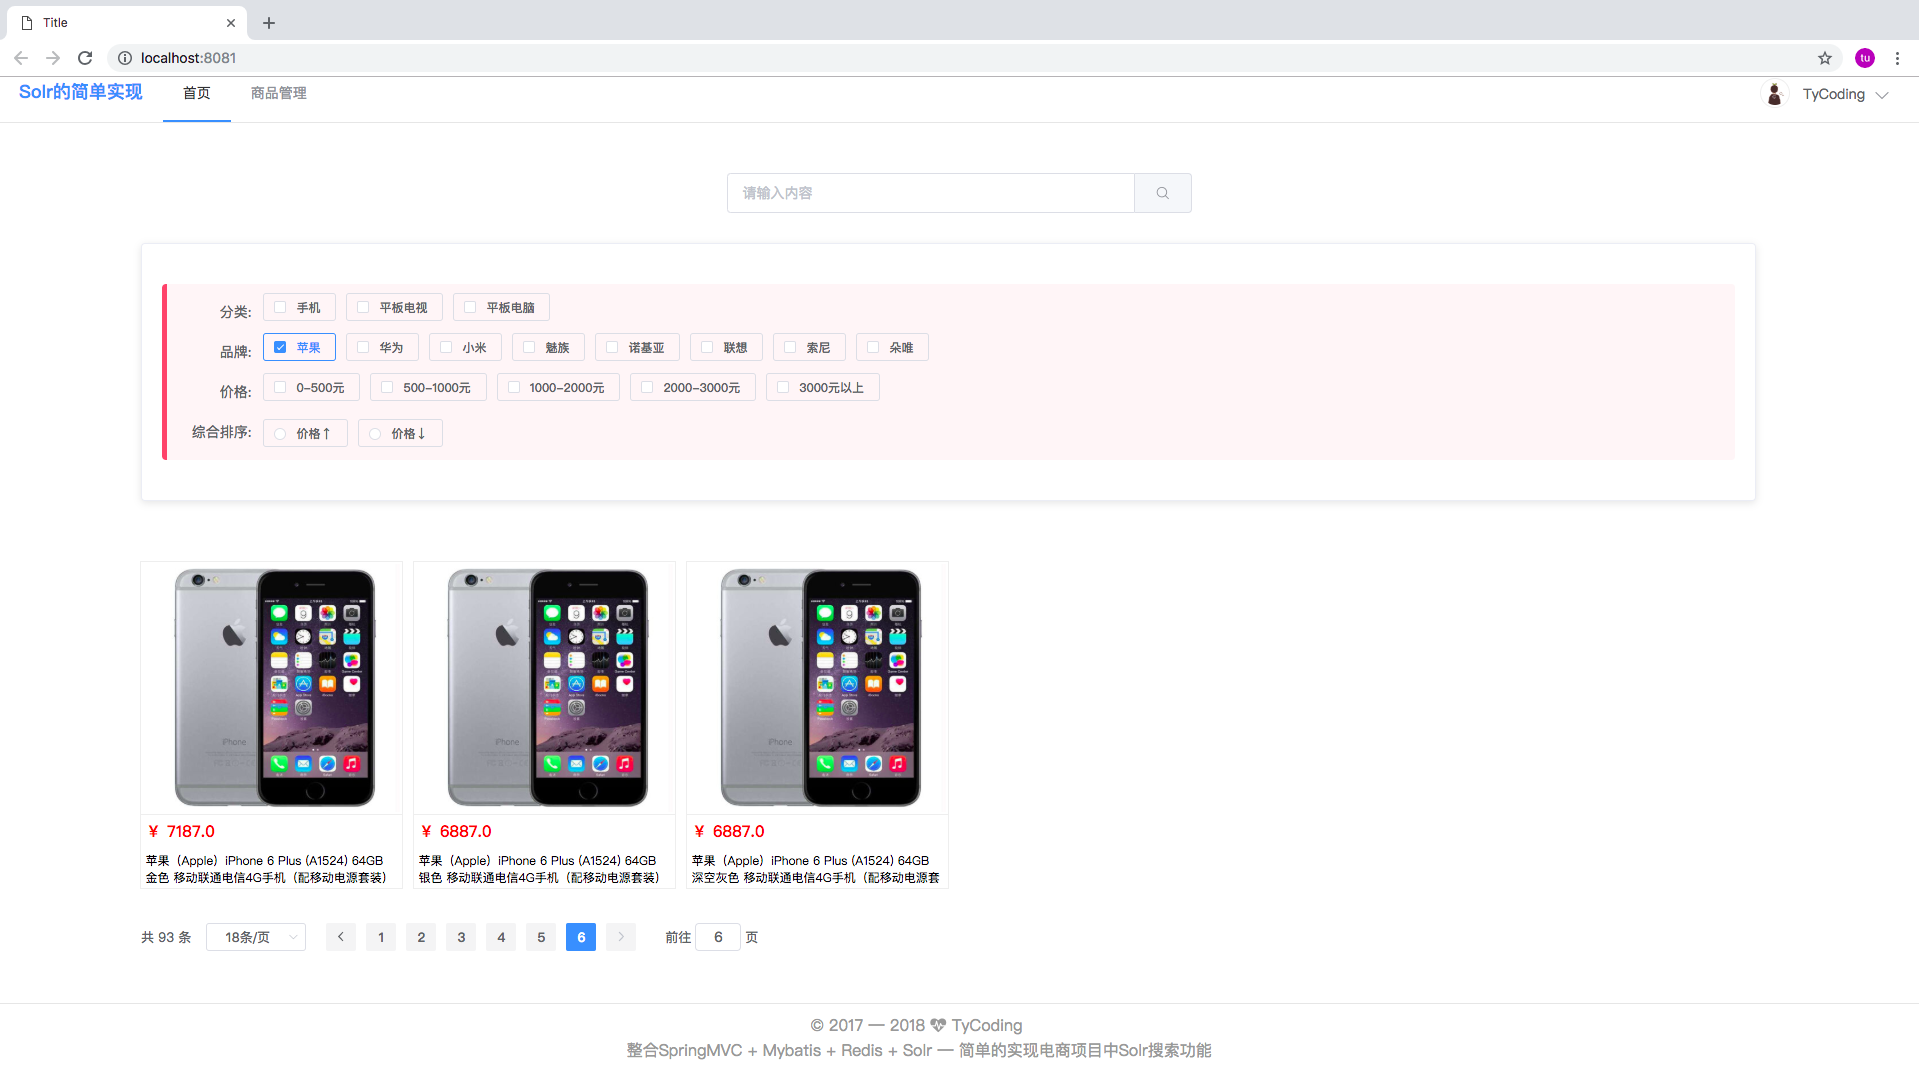 Title
localhost:8081
tu
Solr的简单实现 首页 商品管理 TyCoding
请输入内容
分类: 手机 平板电视 平板电脑
品牌: 苹果 华为 小米 魅族 诺基亚 联想 索尼 朵唯
价格: 0-500元 500-1000元 1000-2000元 2000-3000元 3000元以上
综合排序: 价格↑ 价格↓
iPhone iPhone iPhone
¥ 7187.0
苹果（Apple）iPhone 6 Plus (A1524) 64GB
金色 移动联通电信4G手机（配移动电源套装）
¥ 6887.0
苹果（Apple）iPhone 6 Plus (A1524) 64GB
银色 移动联通电信4G手机（配移动电源套装）
¥ 6887.0
苹果（Apple）iPhone 6 Plus (A1524) 64GB
深空灰色 移动联通电信4G手机（配移动电源套
共 93 条 18条/页 1 2 3 4 5 6 前往 6 页
© 2017 — 2018 TyCoding
整合SpringMVC + Mybatis + Redis + Solr — 简单的实现电商项目中Solr搜索功能